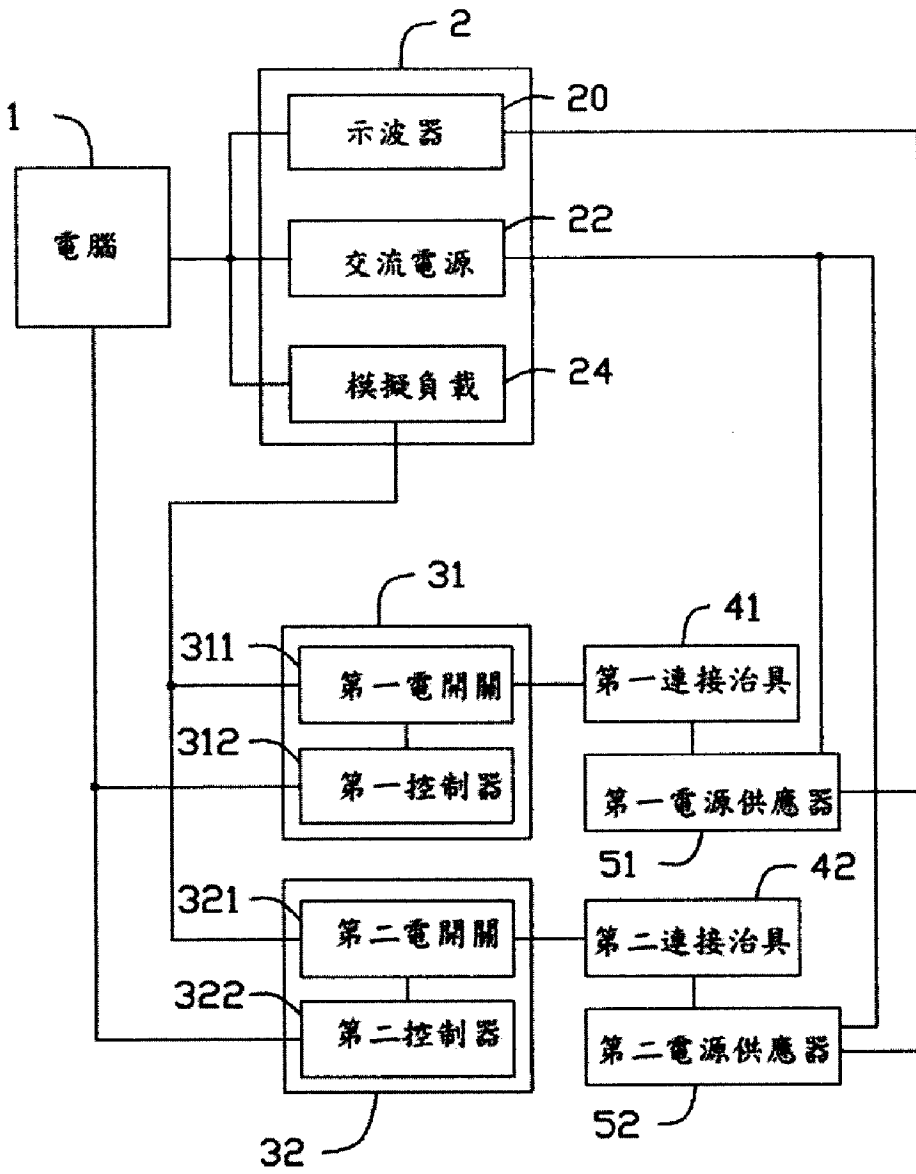 2
20
示波器
1
電腦
22
交流電源
24
模擬負載
31
41
311
第一電開關
第一連接治具
312
第一控制器
第一電源供應器
51
42
321
第二電開關
第二連接治具
322
第二控制器
第二電源供應器
52
32